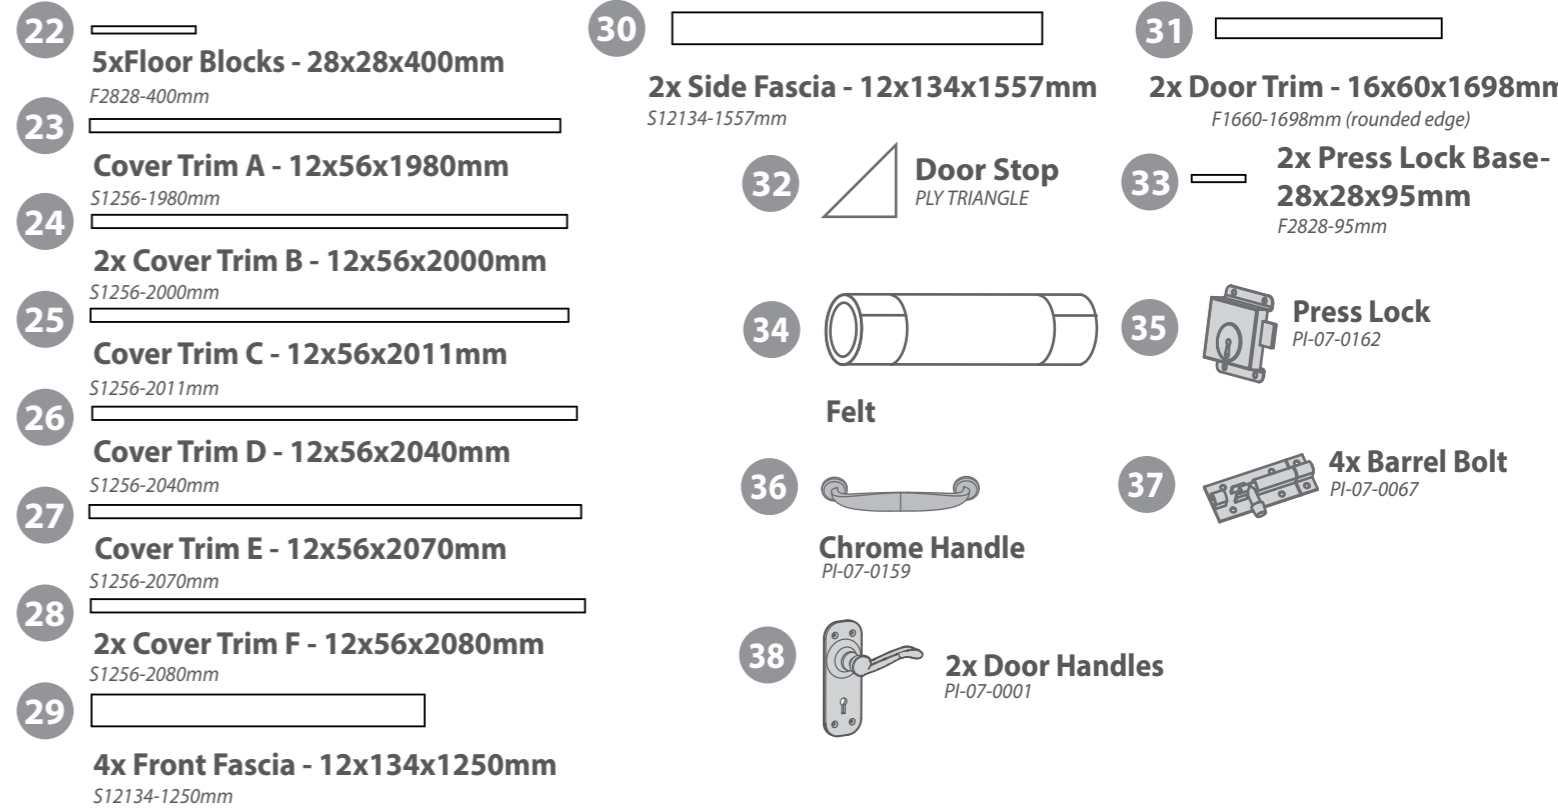 22
5xFloor Blocks - 28x28x400mm
F2828-400mm
23
Cover Trim A - 12x56x1980mm
S1256-1980mm
24
2x Cover Trim B - 12x56x2000mm
S1256-2000mm
25
Cover Trim C - 12x56x2011mm
S1256-2011mm
26
Cover Trim D - 12x56x2040mm
S1256-2040mm
27
Cover Trim E - 12x56x2070mm
S1256-2070mm
28
2x Cover Trim F - 12x56x2080mm
S1256-2080mm
29
4x Front Fascia - 12x134x1250mm
S12134-1250mm
30
2x Side Fascia - 12x134x1557mm
S12134-1557mm
31
2x Door Trim - 16x60x1698mm
F1660-1698mm (rounded edge)
32
Door Stop
PLY TRIANGLE
33
2x Press Lock Base-
28x28x95mm
F2828-95mm
34
Felt
35
Press Lock
PI-07-0162
36
Chrome Handle
PI-07-0159
37
4x Barrel Bolt
PI-07-0067
38
2x Door Handles
PI-07-0001